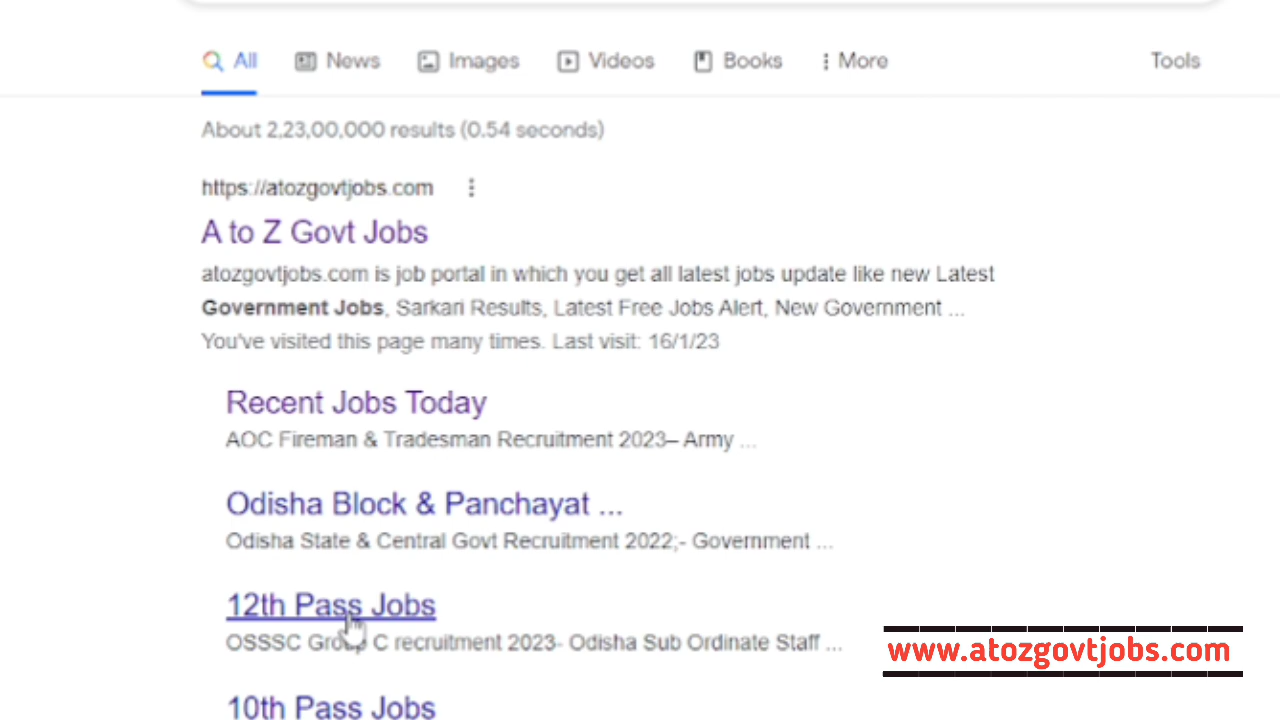 All News Images Videos Books More Tools
About 2,23,00,000 results (0.54 seconds)
https://atozgovtjobs.com
A to Z Govt Jobs
atozgovtjobs.com is job portal in which you get all latest jobs update like new Latest
Government Jobs, Sarkari Results, Latest Free Jobs Alert, New Government ...
You've visited this page many times. Last visit: 16/1/23
Recent Jobs Today
AOC Fireman & Tradesman Recruitment 2023– Army ...
Odisha Block & Panchayat ...
Odisha State & Central Govt Recruitment 2022;- Government ...
12th Pass Jobs
OSSSC Group C recruitment 2023- Odisha Sub Ordinate Staff ...
www.atozgovtjobs.com
10th Pass Jobs